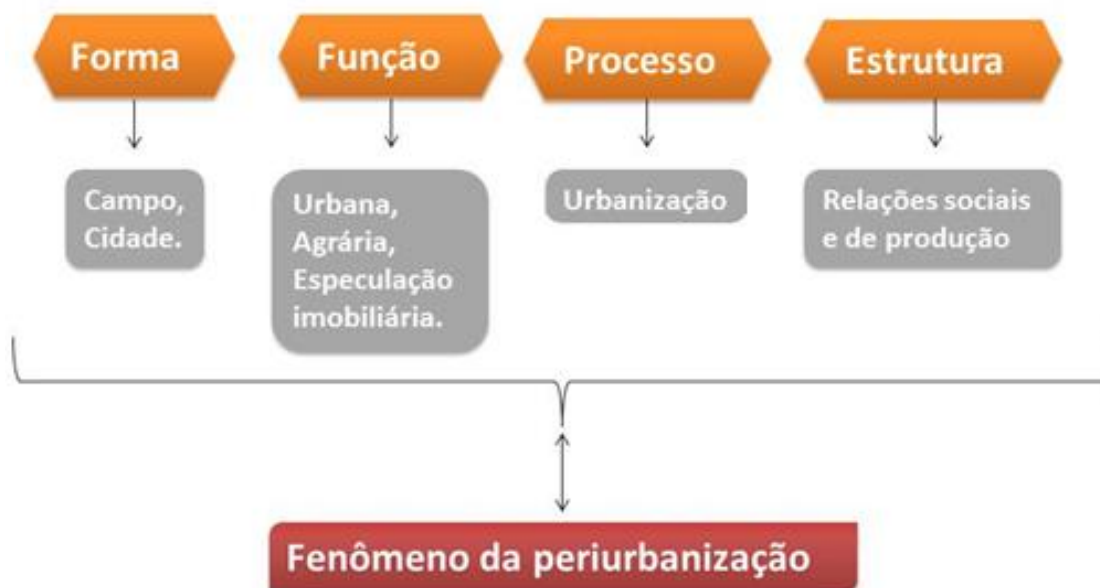 Forma
Função
Processo
Estrutura
Campo,
Cidade.
Urbana,
Agrária,
Especulação
imobiliária.
Urbanização
Relações sociais
e de produção
Fenômeno da periurbanização